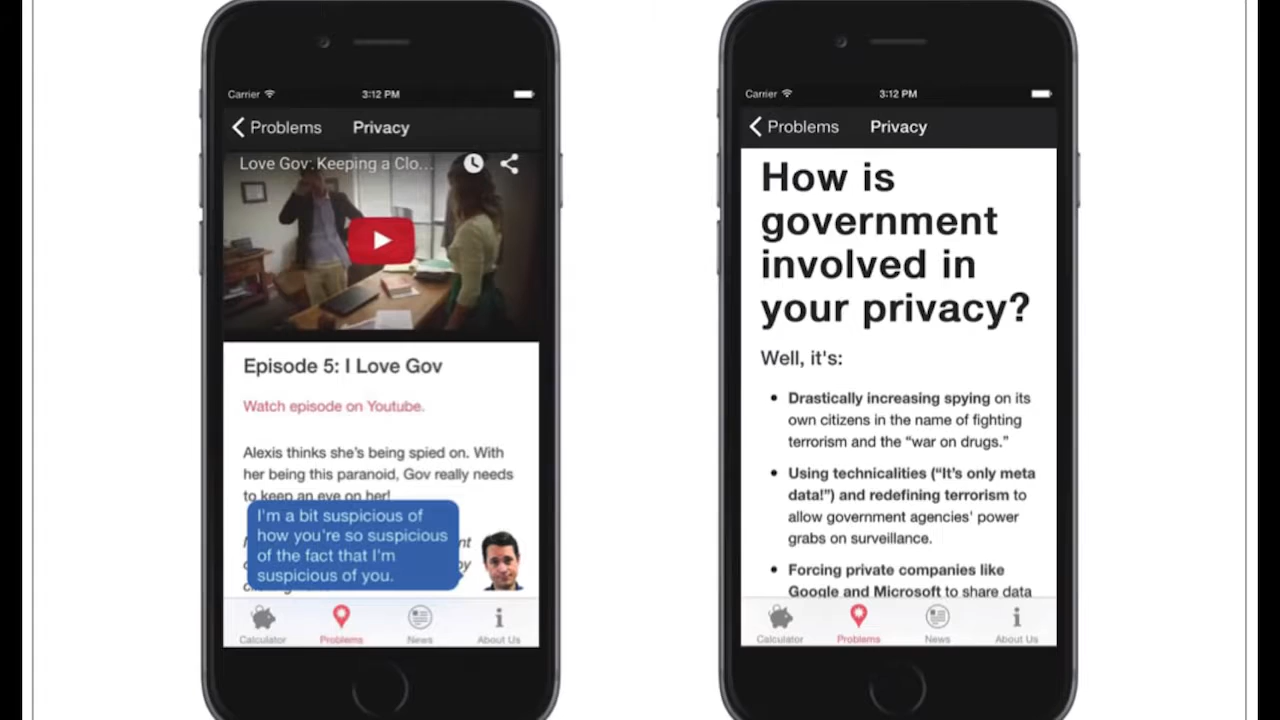 Carrier 3:12 PM
Problems Privacy
Love Gov: Keeping a Clo...
Episode 5: I Love Gov
Watch episode on Youtube.
Alexis thinks she's being spied on. With
her being this paranoid, Gov really needs
to keep an eye on her!
I'm a bit suspicious of
how you're so suspicious
of the fact that I'm
suspicious of you.
Calculator Problems News About Us
Carrier 3:12 PM
Problems Privacy
How is
government
involved in
your privacy?
Well, it's:
• Drastically increasing spying on its
own citizens in the name of fighting
terrorism and the “war on drugs.”
• Using technicalities (“It's only meta
data!”) and redefining terrorism to
allow government agencies' power
grabs on surveillance.
• Forcing private companies like
Google and Microsoft to share data
Calculator Problems News About Us